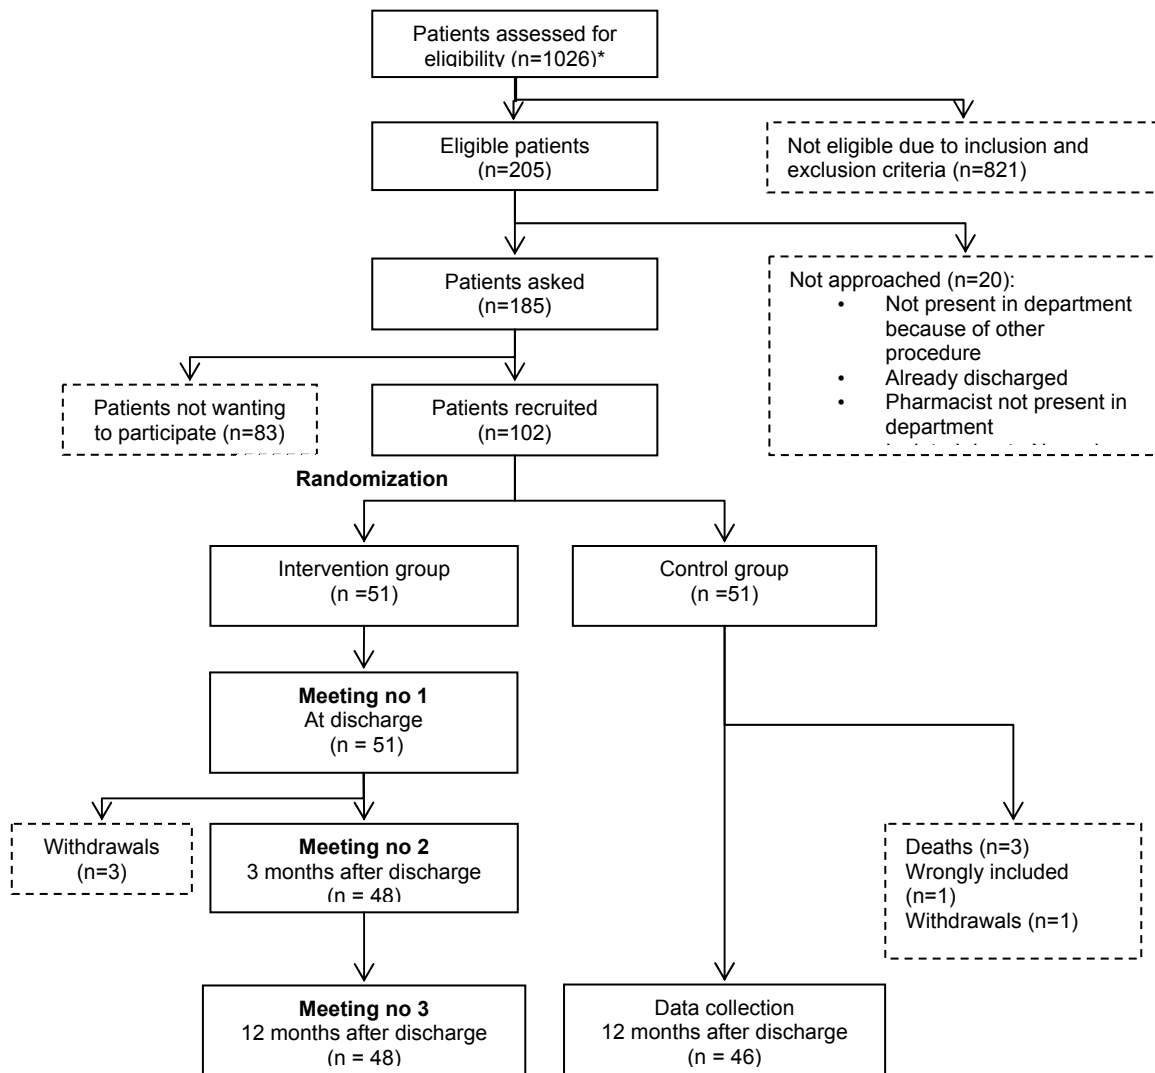 Patients assessed for
eligibility (n=1026)*
Eligible patients
(n=205)
Not eligible due to inclusion and
exclusion criteria (n=821)
Patients asked
(n=185)
Not approached (n=20):
• Not present in department
because of other
procedure
• Already discharged
• Pharmacist not present in
department
Patients not wanting
to participate (n=83)
Patients recruited
(n=102)
Randomization
Intervention group
(n =51)
Control group
(n =51)
Meeting no 1
At discharge
(n = 51)
Withdrawals
(n=3)
Meeting no 2
3 months after discharge
(n = 48)
Deaths (n=3)
Wrongly included
(n=1)
Withdrawals (n=1)
Meeting no 3
12 months after discharge
(n = 48)
Data collection
12 months after discharge
(n = 46)